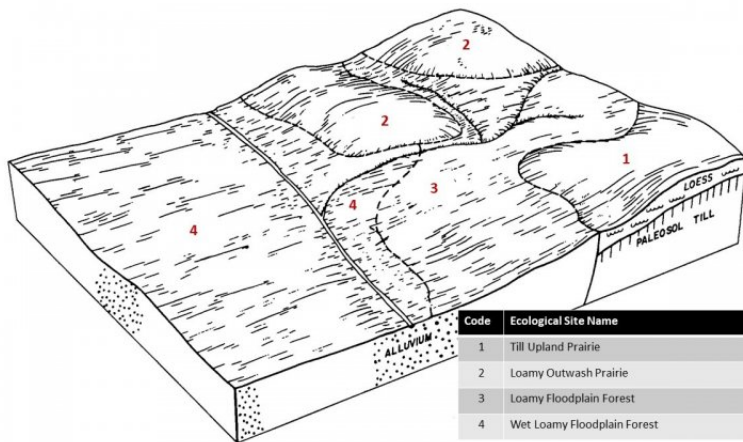 2
2
1
3
4
4
LOESS
PALEOSOL TILL
ALLUVIUM
Code Ecological Site Name
1 Till Upland Prairie
2 Loamy Outwash Prairie
3 Loamy Floodplain Forest
4 Wet Loamy Floodplain Forest